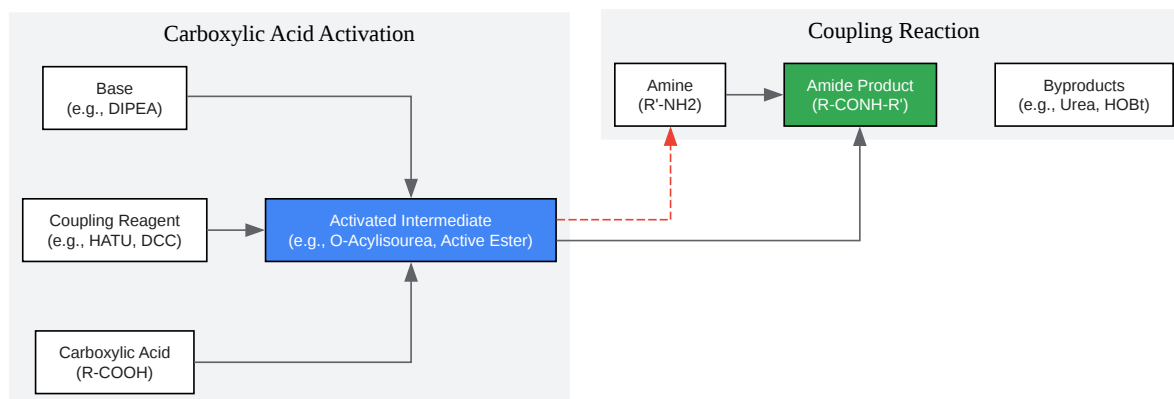 Carboxylic Acid Activation
Base
(e.g., DIPEA)
Coupling Reagent
(e.g., HATU, DCC)
Activated Intermediate
(e.g., O-Acylisourea, Active Ester)
Carboxylic Acid
(R-COOH)
Coupling Reaction
Amine
(R'-NH2)
Amide Product
(R-CONH-R')
Byproducts
(e.g., Urea, HOBt)